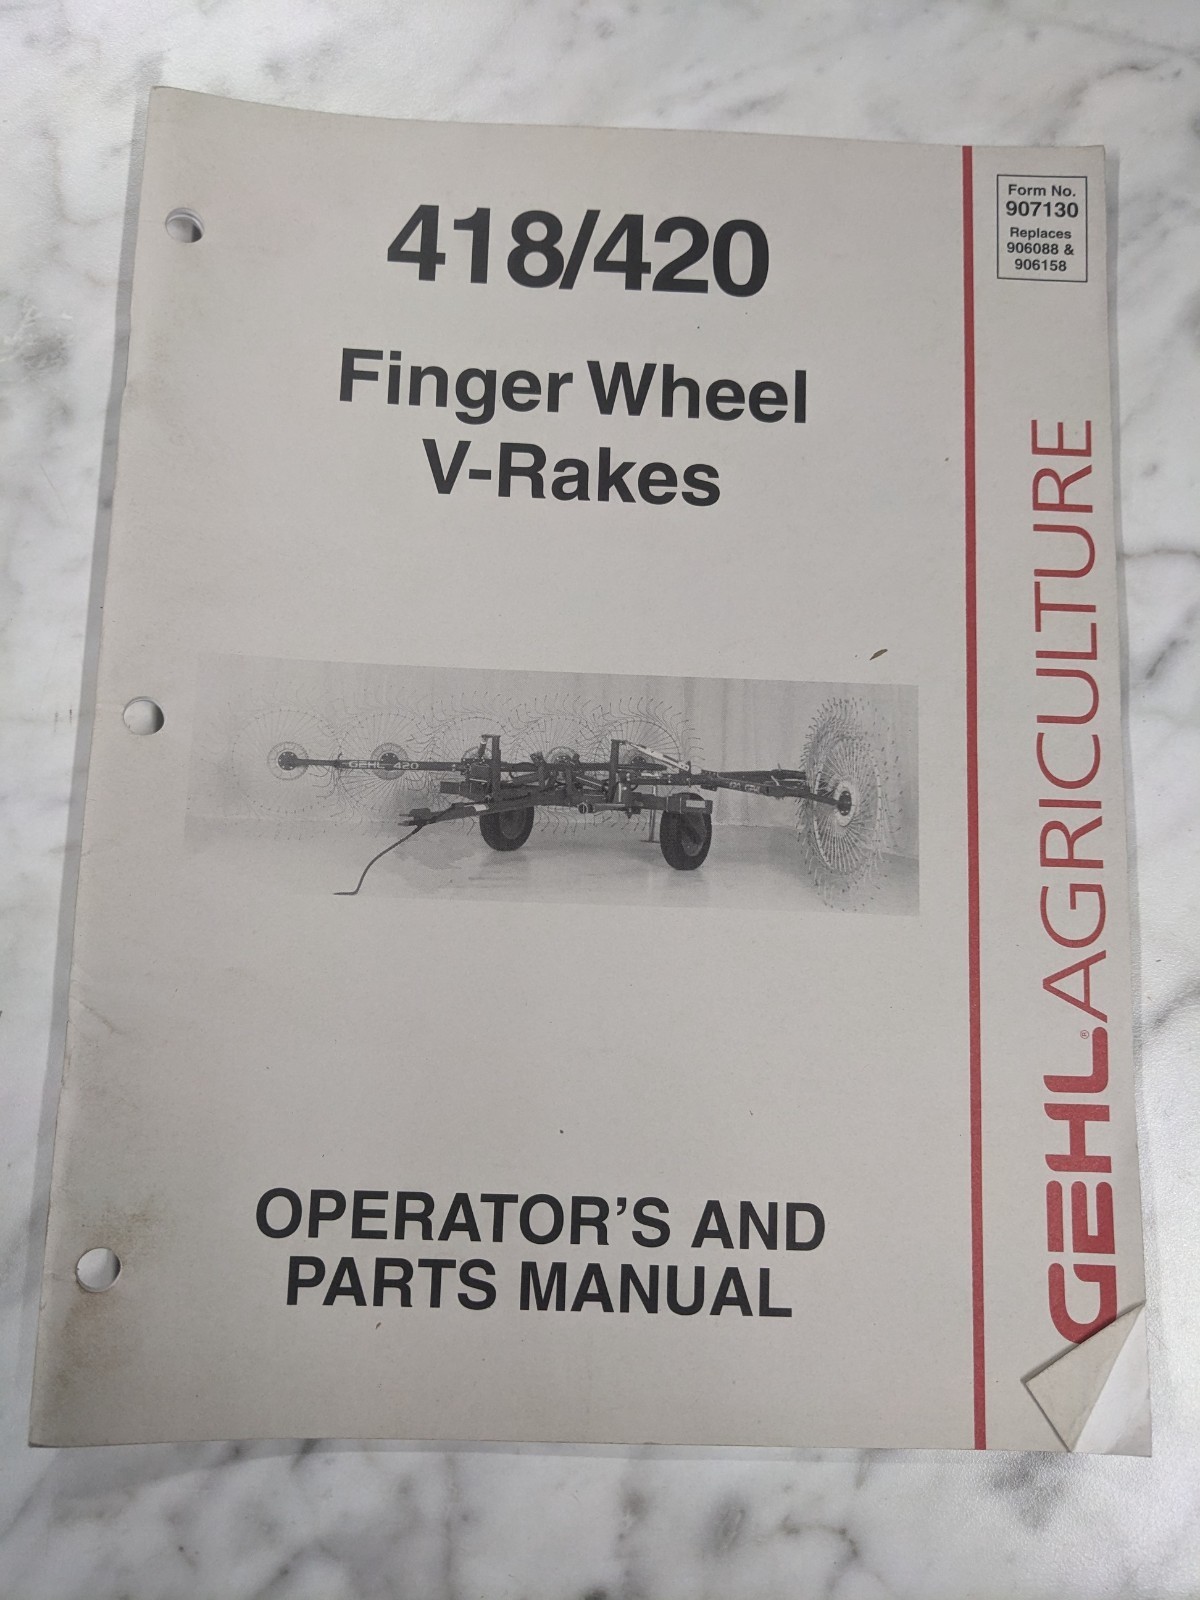 418/420
Finger Wheel
V-Rakes
Form No.
907130
Replaces
906088 &
906158
GEHL 420
OPERATOR'S AND
PARTS MANUAL
GEHL® AGRICULTURE